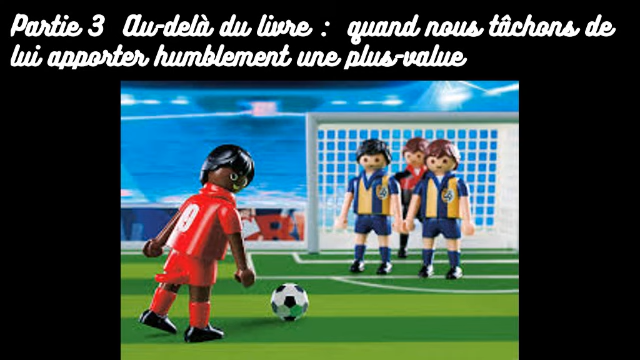 Partie 3 Au-delà du livre : quand nous tâchons de
lui apporter humblement une plus-value